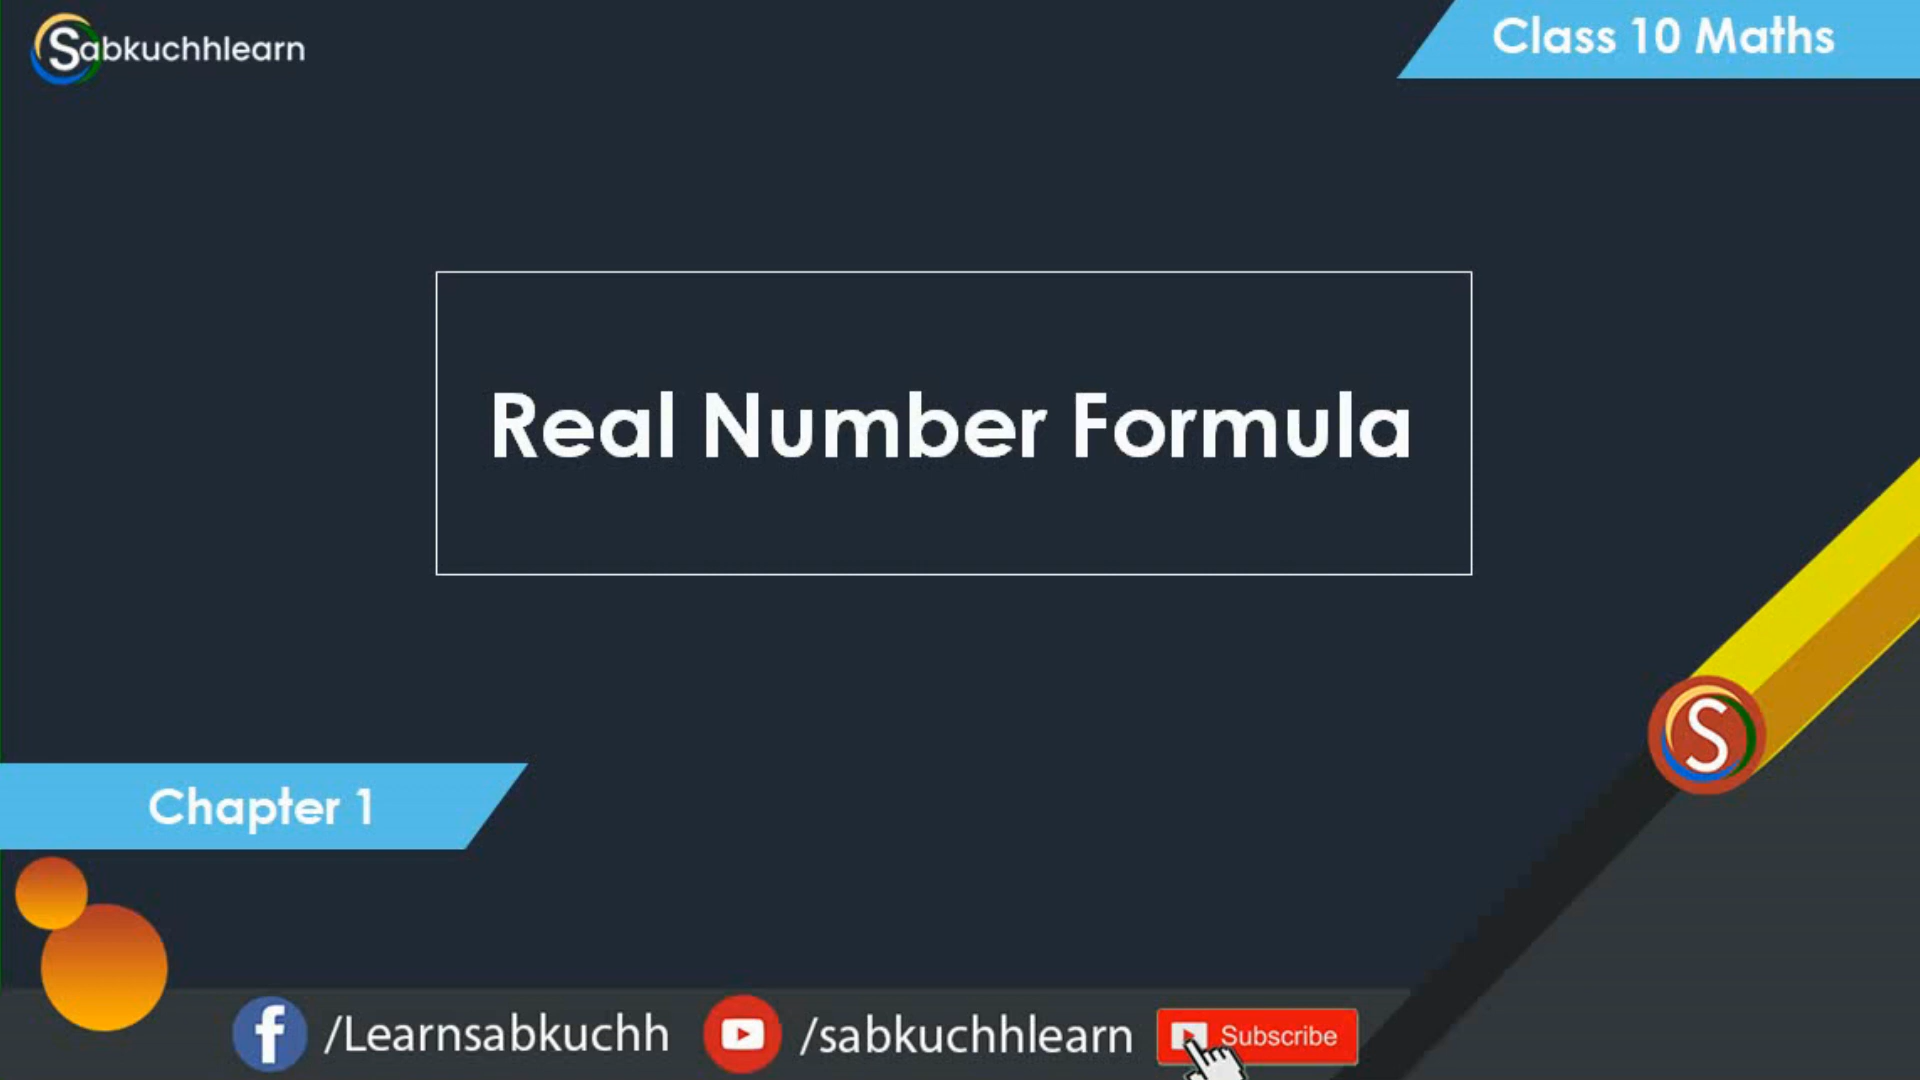 Sabkuchhlearn
Class 10 Maths
Real Number Formula
Chapter 1
S
/Learnsabkuchh
/sabkuchhlearn
Subscribe